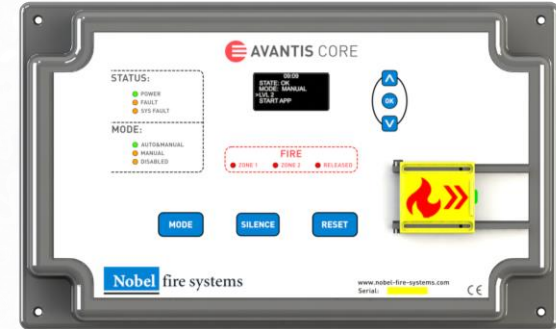 AVANTIS CORE
STATUS:
POWER
FAULT
SYS FAULT
MODE:
AUTO&MANUAL
MANUAL
DISABLED
09:09
STATE: OK
MODE: MANUAL
>LVL 2
START APP
OK
FIRE
ZONE 1 ZONE 2 RELEASED
MODE SILENCE RESET
Nobel fire systems
www.nobel-fire-systems.com
Serial:
CE